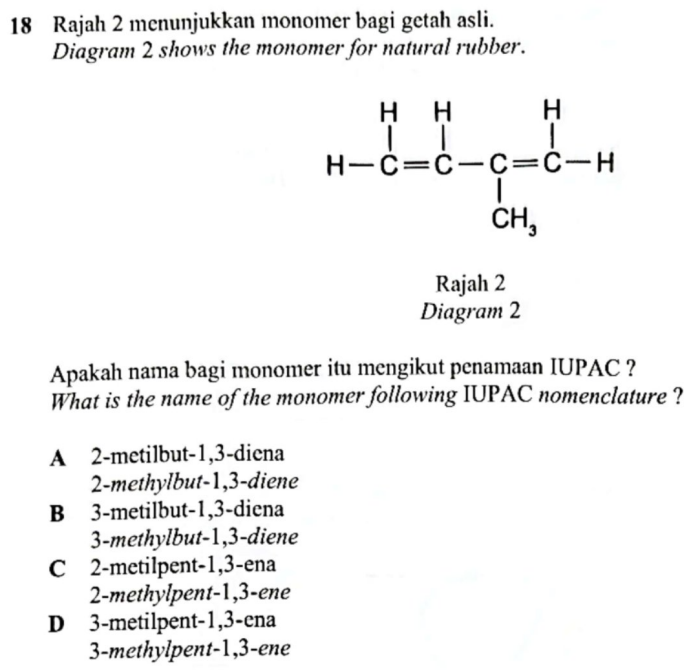 18 Rajah 2 menunjukkan monomer bagi getah asli.
Diagram 2 shows the monomer for natural rubber.
H H H
H—C=C—C=C—H
CH₃
Rajah 2
Diagram 2
Apakah nama bagi monomer itu mengikut penamaan IUPAC ?
What is the name of the monomer following IUPAC nomenclature ?
A 2-metilbut-1,3-diena
2-methylbut-1,3-diene
B 3-metilbut-1,3-diena
3-methylbut-1,3-diene
C 2-metilpent-1,3-ena
2-methylpent-1,3-ene
D 3-metilpent-1,3-ena
3-methylpent-1,3-ene